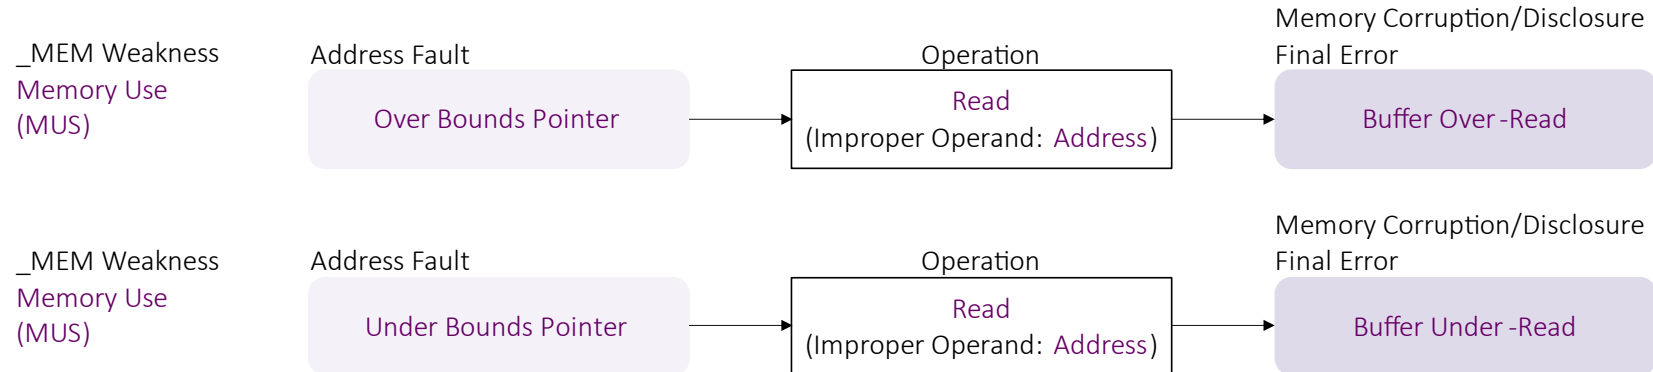 _MEM Weakness
Memory Use
(MUS)
Address Fault
Over Bounds Pointer
Operation
Read
(Improper Operand: Address)
Memory Corruption/Disclosure
Final Error
Buffer Over -Read
_MEM Weakness
Memory Use
(MUS)
Address Fault
Under Bounds Pointer
Operation
Read
(Improper Operand: Address)
Memory Corruption/Disclosure
Final Error
Buffer Under -Read